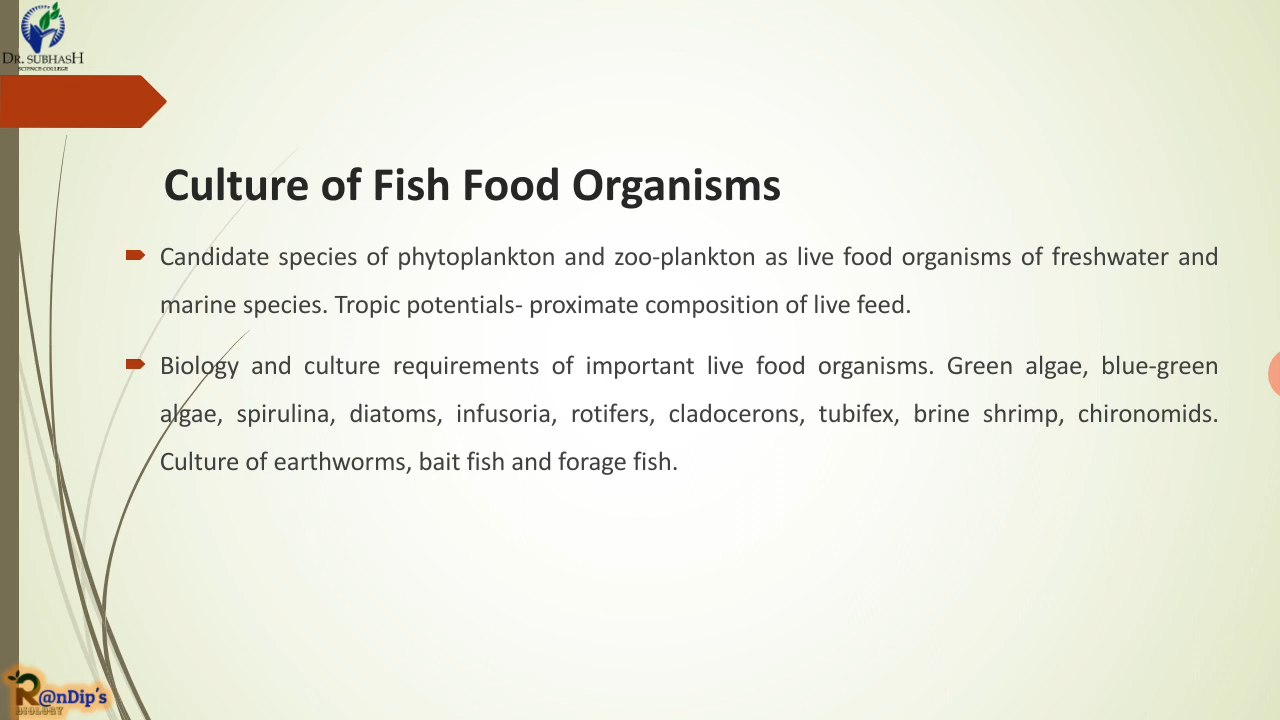 DR. SUBHASH
SCIENCE COLLEGE
Culture of Fish Food Organisms
Candidate species of phytoplankton and zoo-plankton as live food organisms of freshwater and
marine species. Tropic potentials- proximate composition of live feed.
Biology and culture requirements of important live food organisms. Green algae, blue-green
algae, spirulina, diatoms, infusoria, rotifers, cladocerons, tubifex, brine shrimp, chironomids.
Culture of earthworms, bait fish and forage fish.
R@nDip's
BIOLOGY